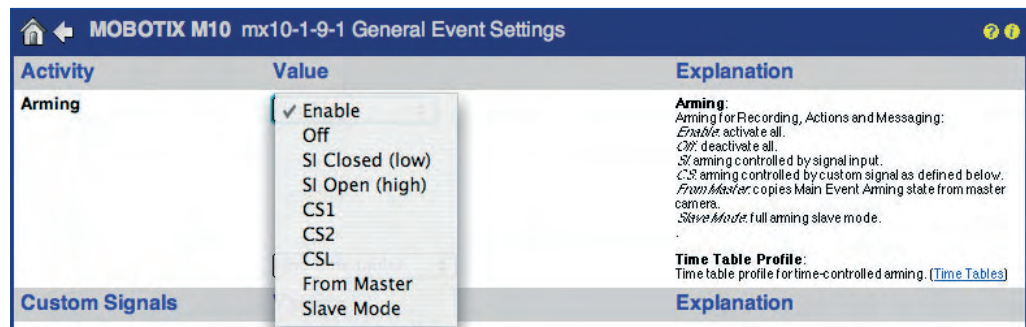 MOBOTIX M10 mx10-1-9-1 General Event Settings
Activity Value Explanation
Arming
✓ Enable
Off
SI Closed (low)
SI Open (high)
CS1
CS2
CSL
From Master
Slave Mode
Arming:
Arming for Recording, Actions and Messaging:
Enable: activate all.
Off: deactivate all.
SI: arming controlled by signal input.
CS: arming controlled by custom signal as defined below.
From Master: copies Main Event Arming state from master
camera.
Slave Mode: full arming slave mode.
.
Time Table Profile:
Time table profile for time-controlled arming. (Time Tables)
Custom Signals Explanation